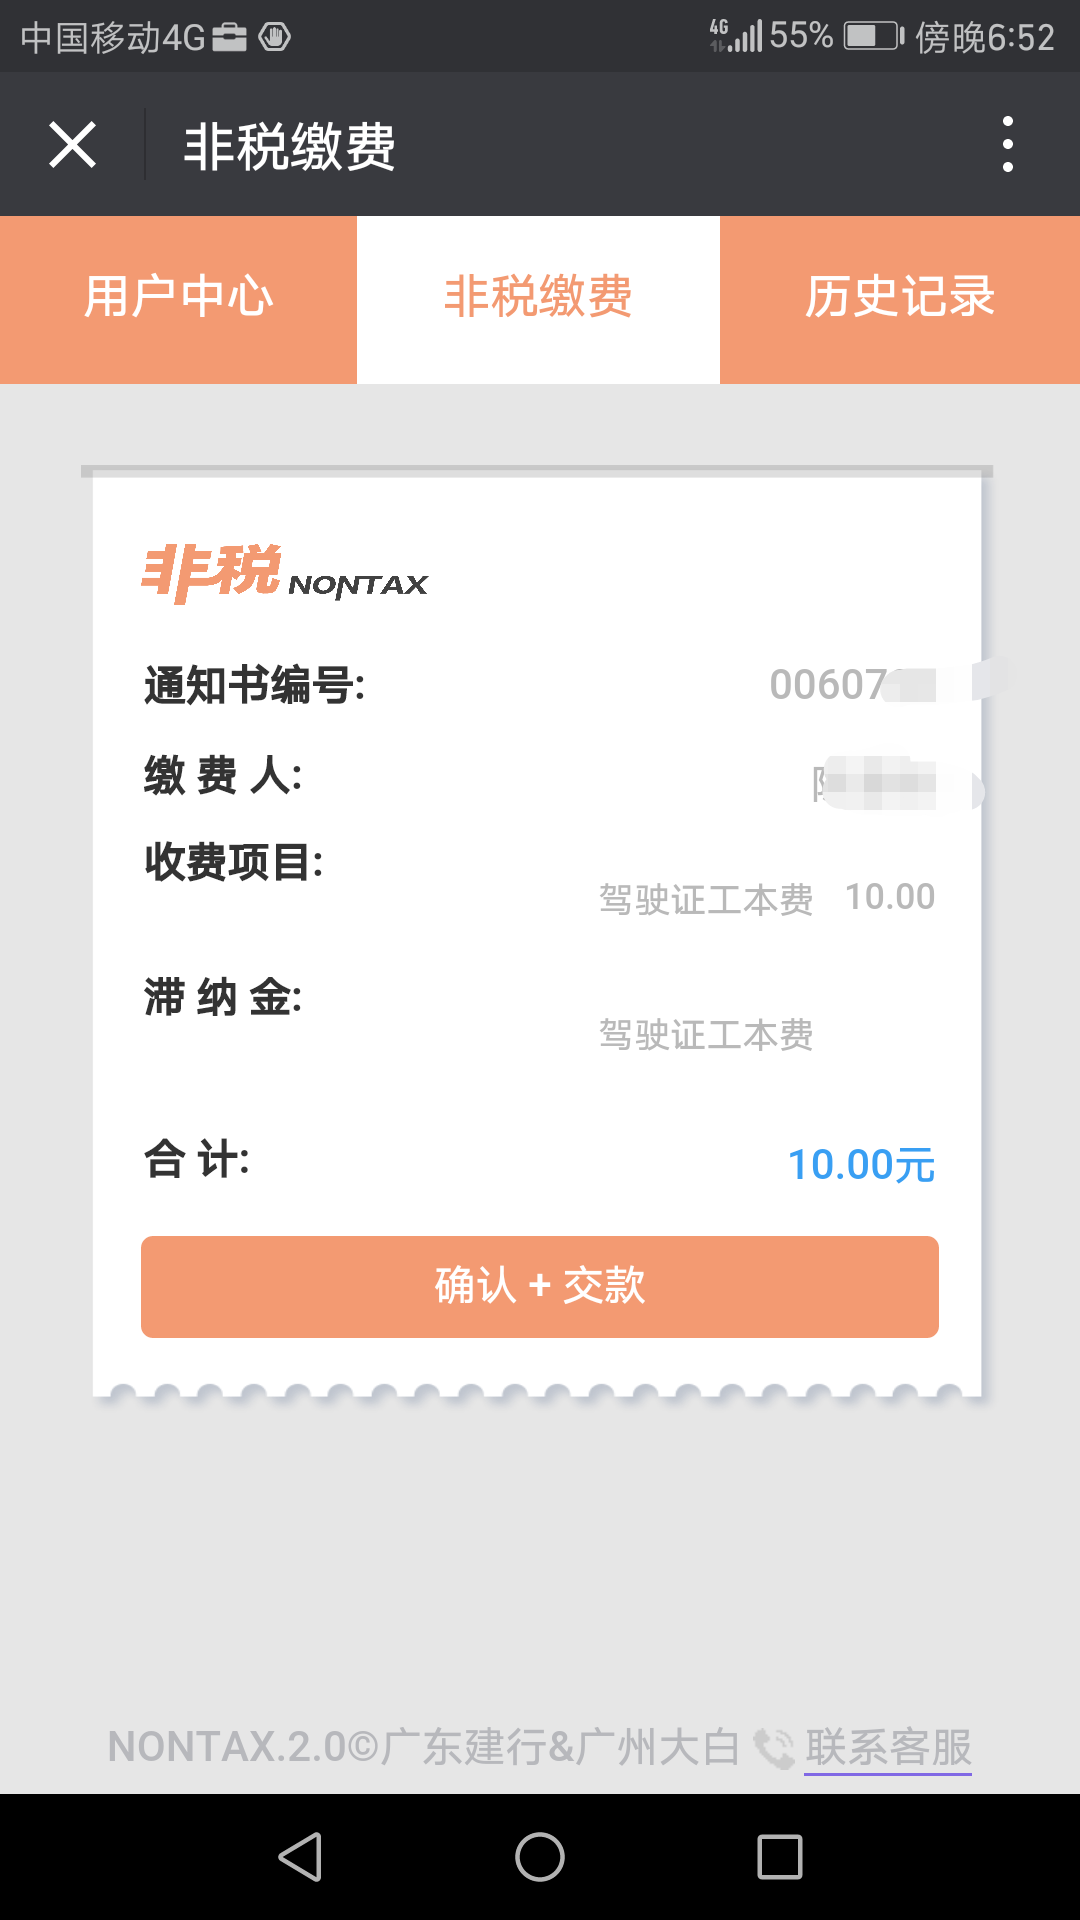 中国移动4G 4G 55% 傍晚6:52
非税缴费
用户中心 非税缴费 历史记录
非税 NONTAX
通知书编号: 00607
缴 费 人:
收费项目:
驾驶证工本费 10.00
滞 纳 金:
驾驶证工本费
合 计: 10.00元
确认 + 交款
NONTAX.2.0©广东建行&广州大白 联系客服